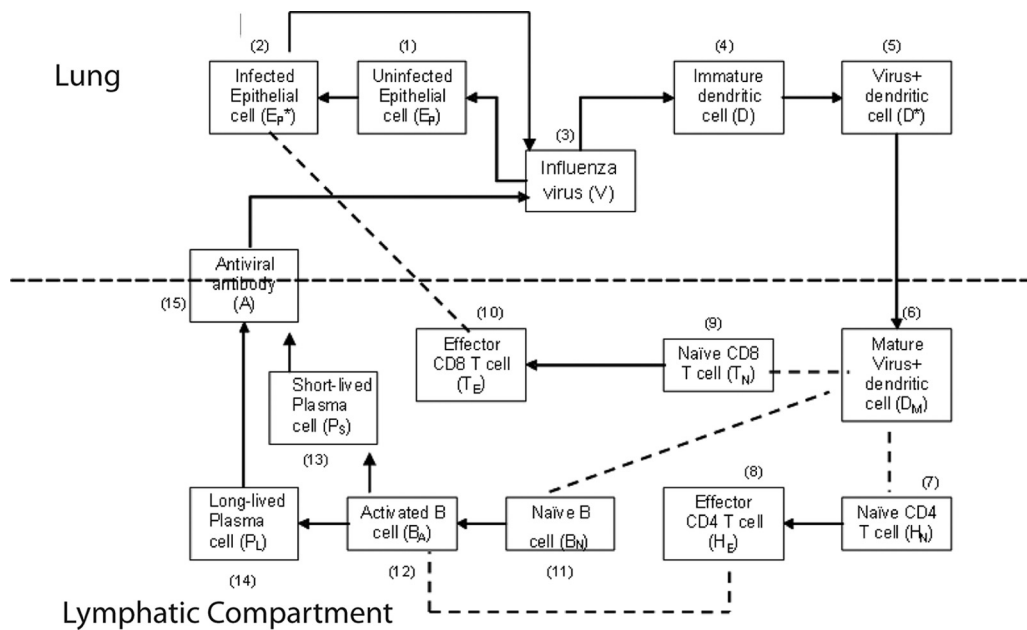 Lung
(2)
Infected
Epithelial
cell (EP*)
(1)
Uninfected
Epithelial
cell (EP)
(3)
Influenza
virus (V)
(4)
Immature
dendritic
cell (D)
(5)
Virus+
dendritic
cell (D*)
Antiviral
antibody
(A)
(15)
(10)
Effector
CD8 T cell
(TE)
(9)
Naïve CD8
T cell (TN)
(6)
Mature
Virus+
dendritic
cell (DM)
Short-lived
Plasma
cell (PS)
(13)
Long-lived
Plasma
cell (PL)
(14)
Activated B
cell (BA)
(12)
Naïve B
cell (BN)
(11)
(8)
Effector
CD4 T cell
(HE)
(7)
Naïve CD4
T cell (HN)
Lymphatic Compartment